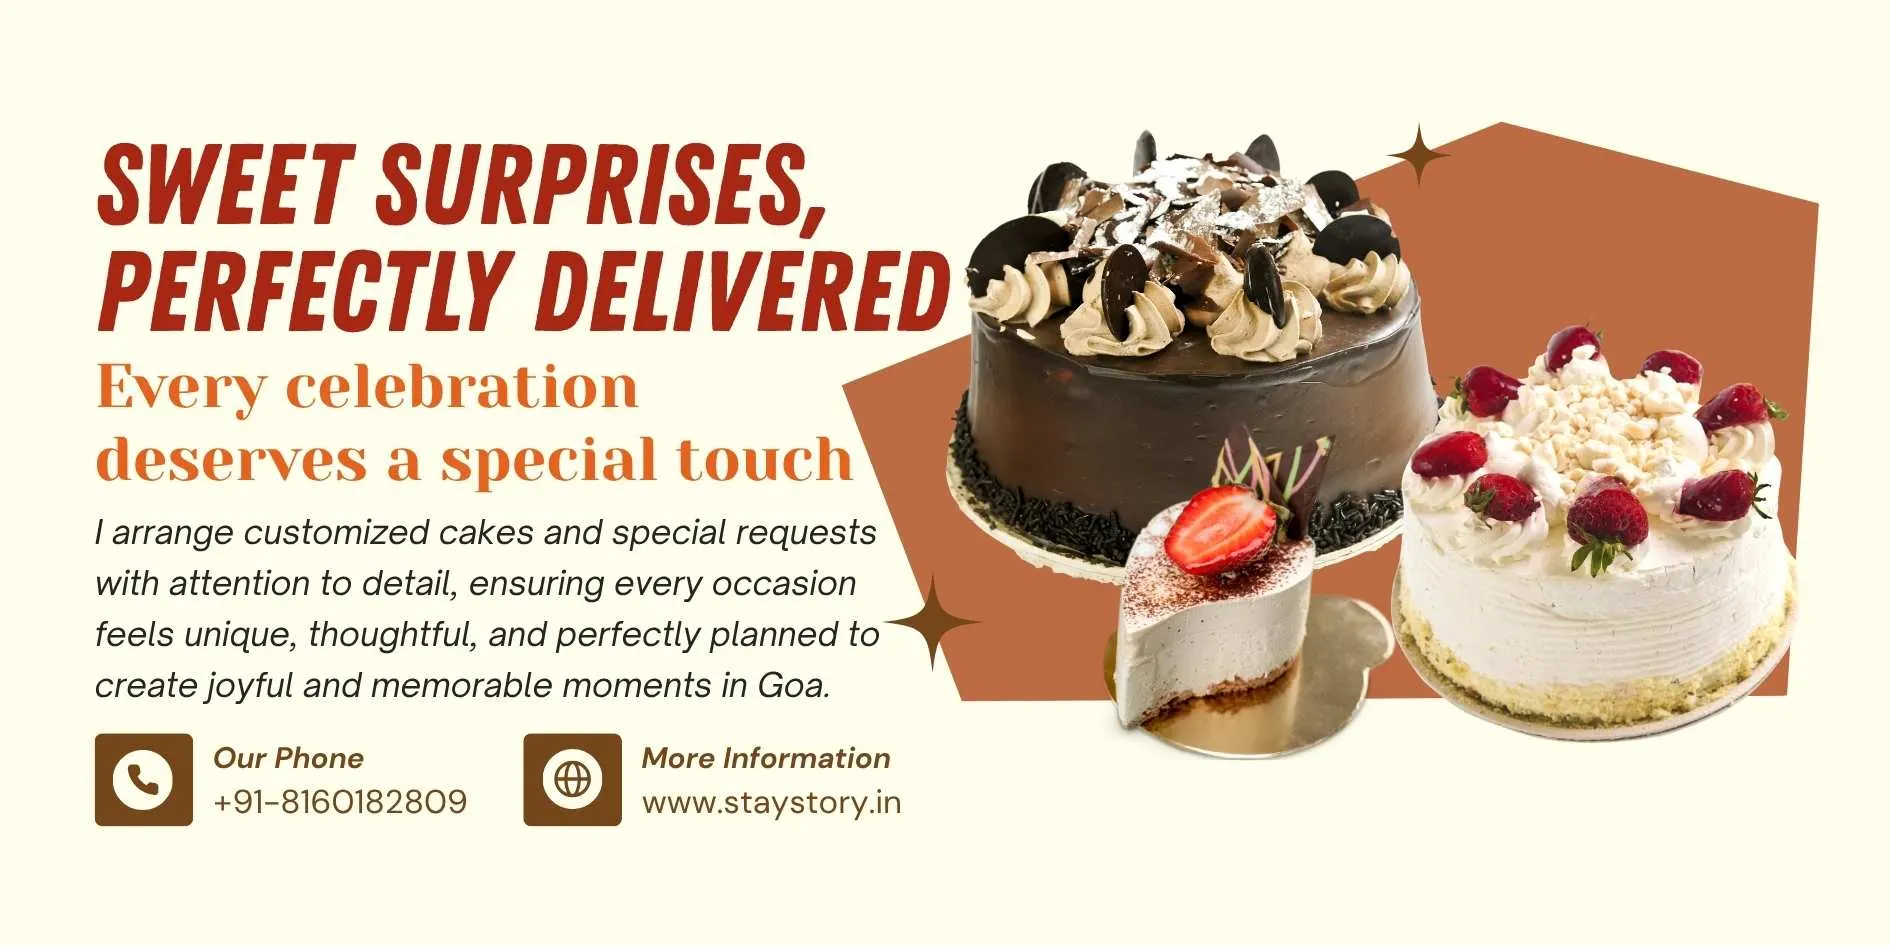 SWEET SURPRISES,
PERFECTLY DELIVERED
Every celebration
deserves a special touch
I arrange customized cakes and special requests
with attention to detail, ensuring every occasion
feels unique, thoughtful, and perfectly planned to
create joyful and memorable moments in Goa.
Our Phone
+91-8160182809
More Information
www.staystory.in